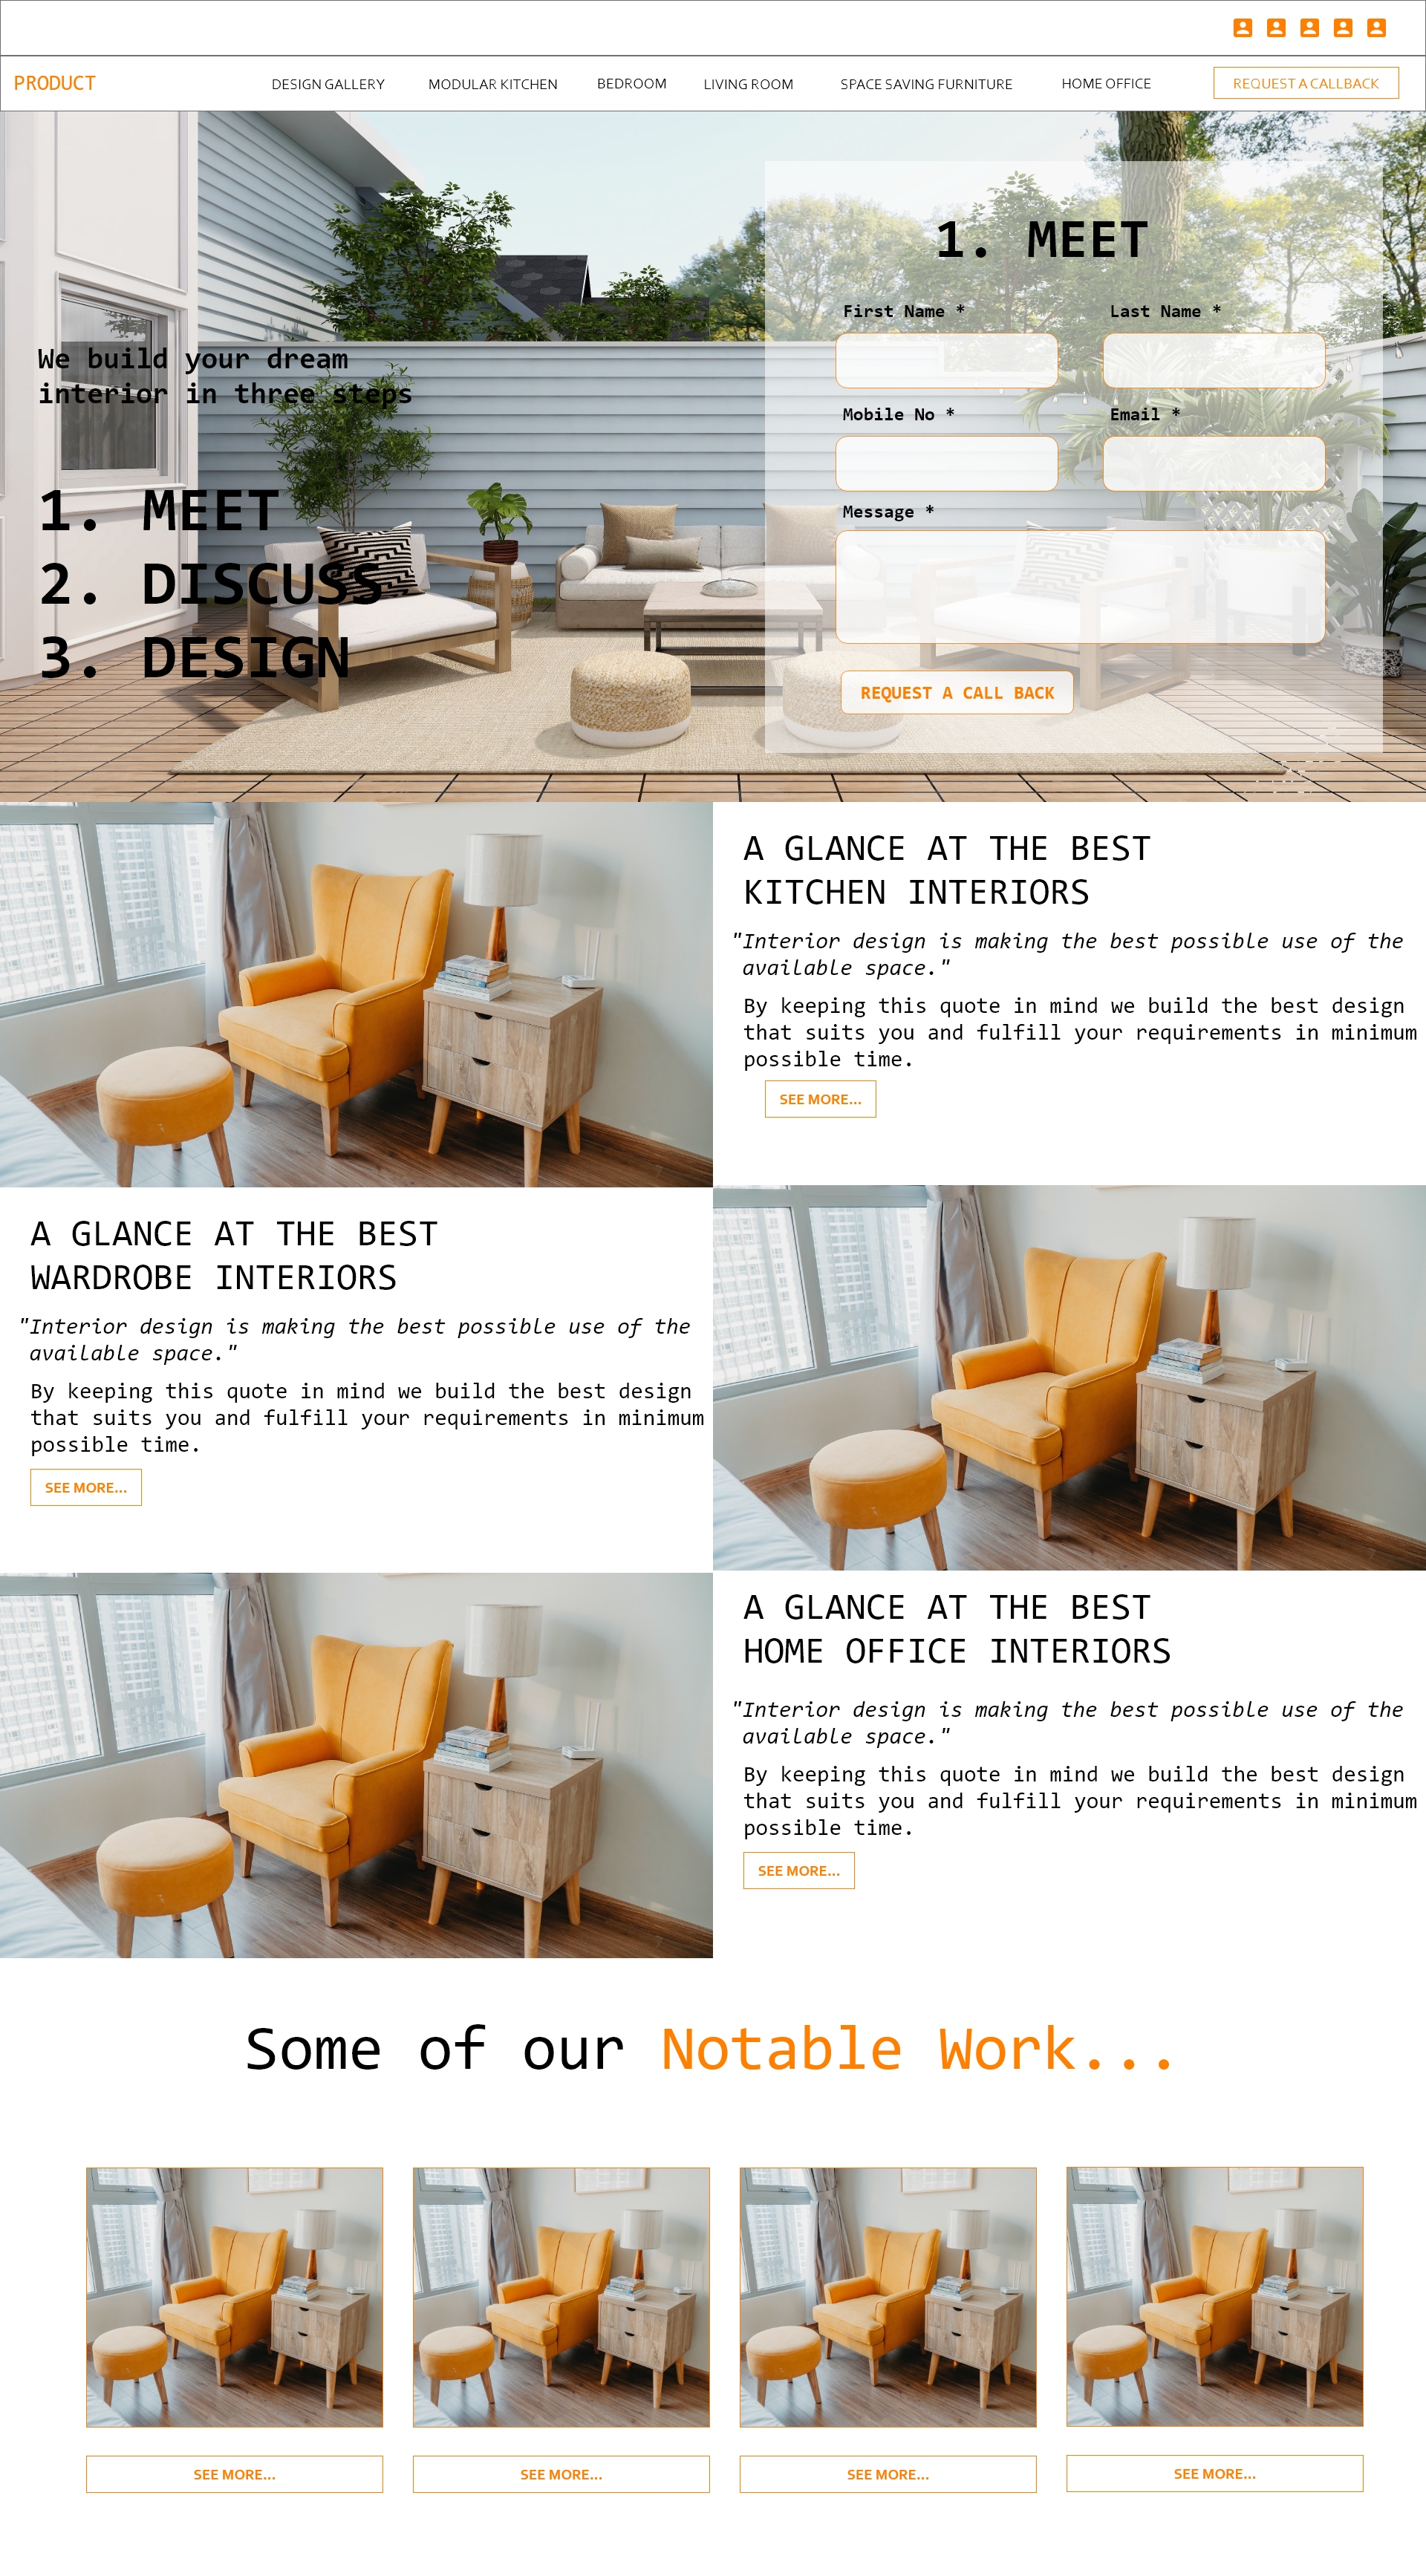 PRODUCT
DESIGN GALLERY
MODULAR KITCHEN
BEDROOM
LIVING ROOM
SPACE SAVING FURNITURE
HOME OFFICE
REQUEST A CALLBACK
We build your dream
interior in three steps
1. MEET
2. DISCUSS
3. DESIGN
1. MEET
First Name *
Last Name *
Mobile No *
Email *
Message *
REQUEST A CALL BACK
A GLANCE AT THE BEST
KITCHEN INTERIORS
"Interior design is making the best possible use of the
available space."
By keeping this quote in mind we build the best design
that suits you and fulfill your requirements in minimum
possible time.
SEE MORE...
A GLANCE AT THE BEST
WARDROBE INTERIORS
"Interior design is making the best possible use of the
available space."
By keeping this quote in mind we build the best design
that suits you and fulfill your requirements in minimum
possible time.
SEE MORE...
A GLANCE AT THE BEST
HOME OFFICE INTERIORS
"Interior design is making the best possible use of the
available space."
By keeping this quote in mind we build the best design
that suits you and fulfill your requirements in minimum
possible time.
SEE MORE...
Some of our Notable Work...
SEE MORE...
SEE MORE...
SEE MORE...
SEE MORE...